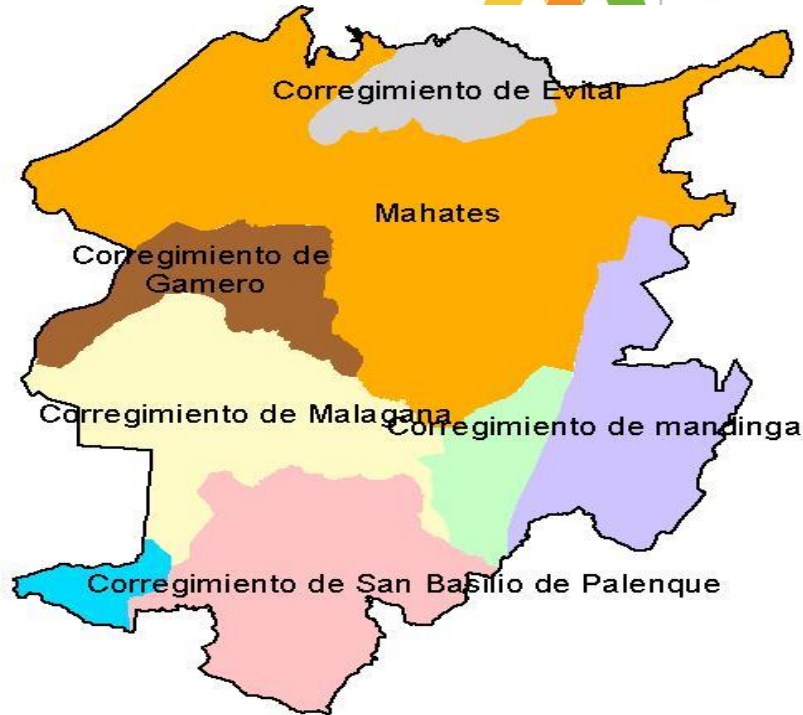 Corregimiento de Evitar
Mahates
Corregimiento de
Gamero
Corregimiento de Malagana
Corregimiento de mandinga
Corregimiento de San Basilio de Palenque